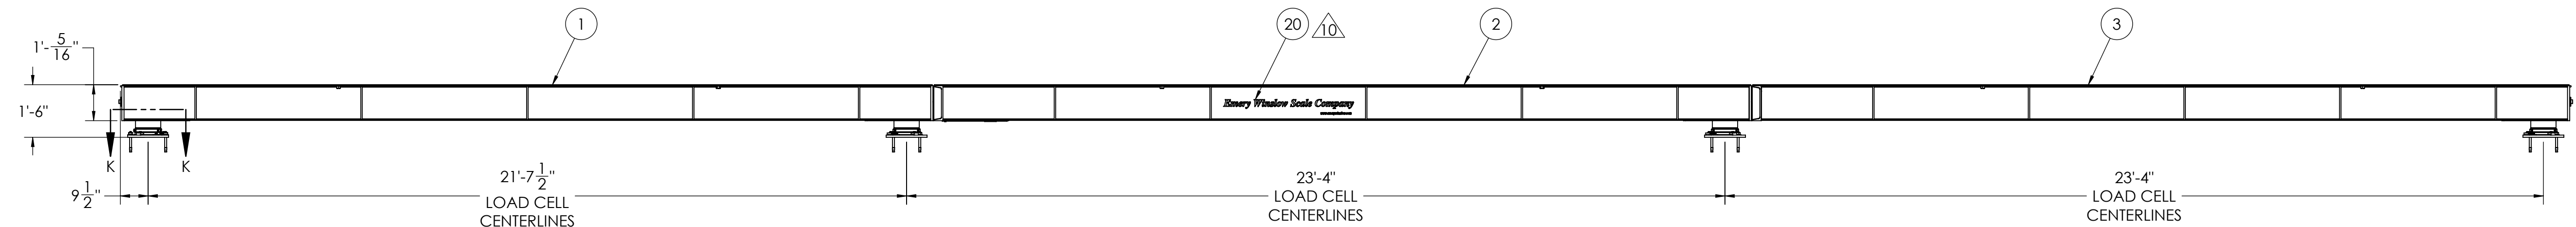 1
20
10
2
3
1'-5/16"
1'-6"
Emery Winslow Scale Company
K
K
9 1/2"
21'-7 1/2"
LOAD CELL
CENTERLINES
23'-4"
LOAD CELL
CENTERLINES
23'-4"
LOAD CELL
CENTERLINES